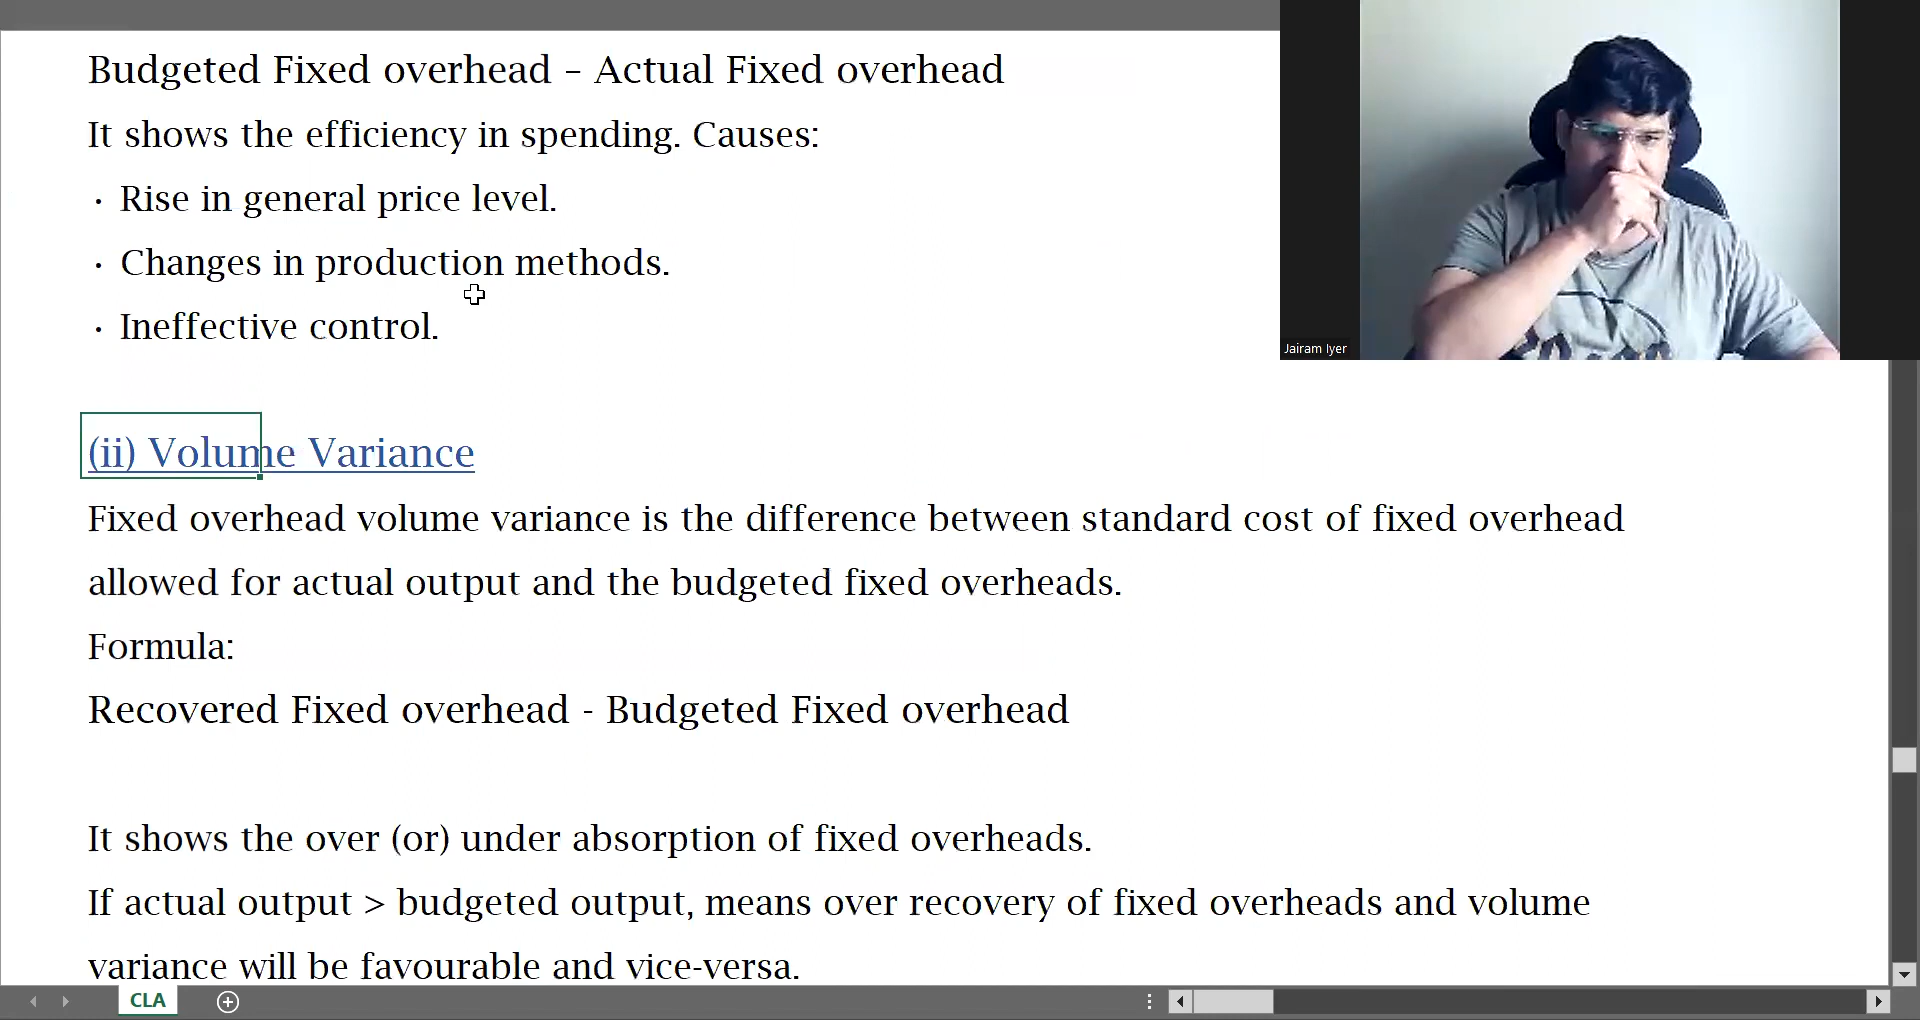 Budgeted Fixed overhead – Actual Fixed overhead
It shows the efficiency in spending. Causes:
· Rise in general price level.
· Changes in production methods.
· Ineffective control.
Jairam Iyer
(ii) Volume Variance
Fixed overhead volume variance is the difference between standard cost of fixed overhead
allowed for actual output and the budgeted fixed overheads.
Formula:
Recovered Fixed overhead - Budgeted Fixed overhead
It shows the over (or) under absorption of fixed overheads.
If actual output > budgeted output, means over recovery of fixed overheads and volume
variance will be favourable and vice-versa.
CLA